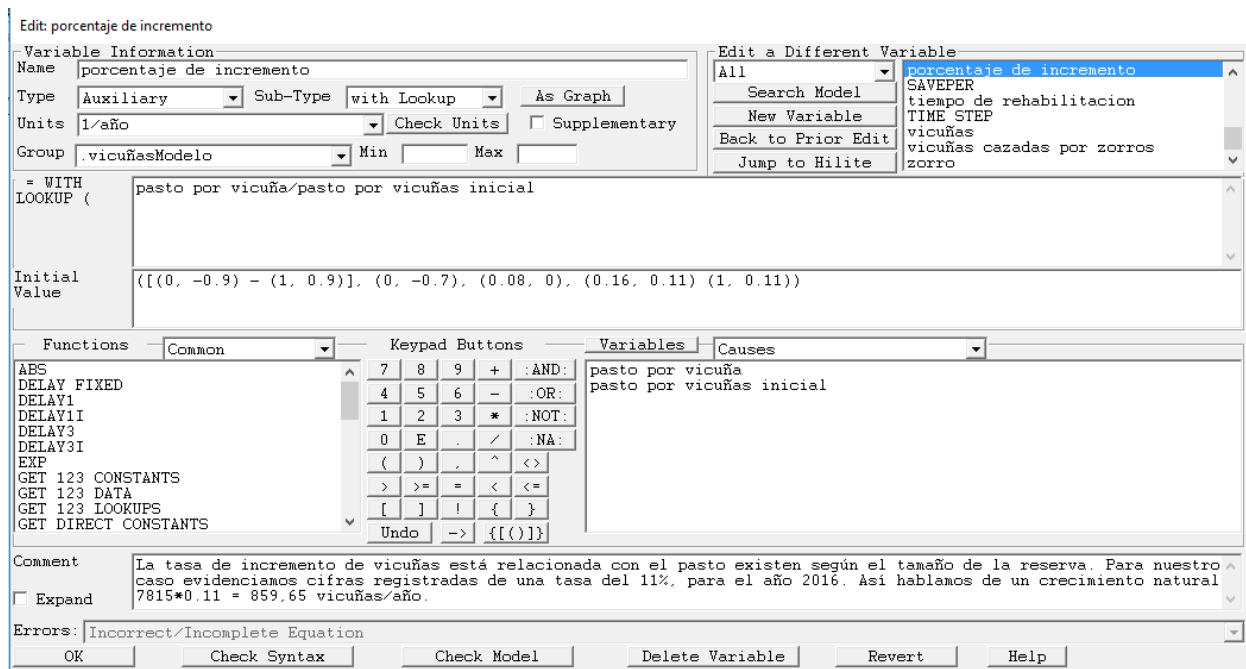 Edit: porcentaje de incremento
Variable Information
Name porcentaje de incremento
Type Auxiliary Sub-Type with Lookup As Graph
Units 1/año Check Units Supplementary
Group .vicuñasModelo Min Max
Edit a Different Variable
All
Search Model
New Variable
Back to Prior Edit
Jump to Hilite
porcentaje de incremento
SAVEPER
tiempo de rehabilitacion
TIME STEP
vicuñas
vicuñas cazadas por zorros
zorro
= WITH
LOOKUP (
pasto por vicuña/pasto por vicuñas inicial
Initial
Value
([(0, -0.9) - (1, 0.9)], (0, -0.7), (0.08, 0), (0.16, 0.11) (1, 0.11))
Functions Common
ABS
DELAY FIXED
DELAY1
DELAY1I
DELAY3
DELAY3I
EXP
GET 123 CONSTANTS
GET 123 DATA
GET 123 LOOKUPS
GET DIRECT CONSTANTS
Keypad Buttons
7 8 9 + :AND:
4 5 6 - :OR:
1 2 3 * :NOT:
0 E . / :NA:
( ) , ^ <>
> >= = < <=
[ ] ! { }
Undo -> {[()]}
Variables Causes
pasto por vicuña
pasto por vicuñas inicial
Comment
Expand
La tasa de incremento de vicuñas está relacionada con el pasto existen según el tamaño de la reserva. Para nuestro
caso evidenciamos cifras registradas de una tasa del 11%, para el año 2016. Así hablamos de un crecimiento natural
7815*0.11 = 859,65 vicuñas/año.
Errors: Incorrect/Incomplete Equation
OK Check Syntax Check Model Delete Variable Revert Help